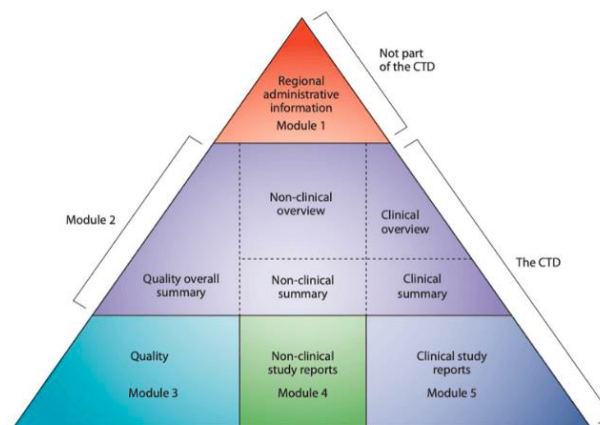 Not part
of the CTD
Regional
administrative
information
Module 1
Module 2
Non-clinical
overview
Clinical
overview
The CTD
Quality overall
summary
Non-clinical
summary
Clinical
summary
Quality
Module 3
Non-clinical
study reports
Module 4
Clinical study
reports
Module 5